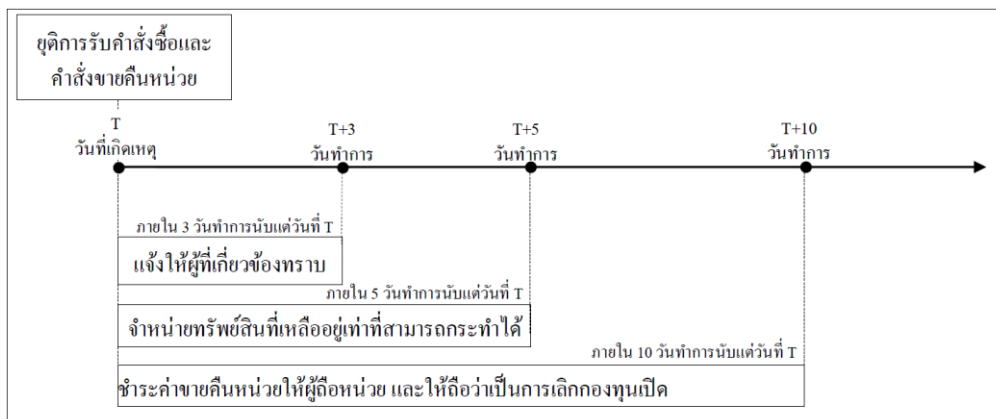 ยุติการรับคำสั่งซื้อและ
คำสั่งขายคืนหน่วย
T
วันที่เกิดเหตุ
T+3
วันทำการ
T+5
วันทำการ
T+10
วันทำการ
ภายใน 3 วันทำการนับแต่วันที่ T
แจ้งให้ผู้ที่เกี่ยวข้องทราบ
ภายใน 5 วันทำการนับแต่วันที่ T
จำหน่ายทรัพย์สินที่เหลืออยู่เท่าที่สามารถกระทำได้
ภายใน 10 วันทำการนับแต่วันที่ T
ชำระค่าขายคืนหน่วยให้ผู้ถือหน่วย และให้ถือว่าเป็นการเลิกกองทุนเปิด